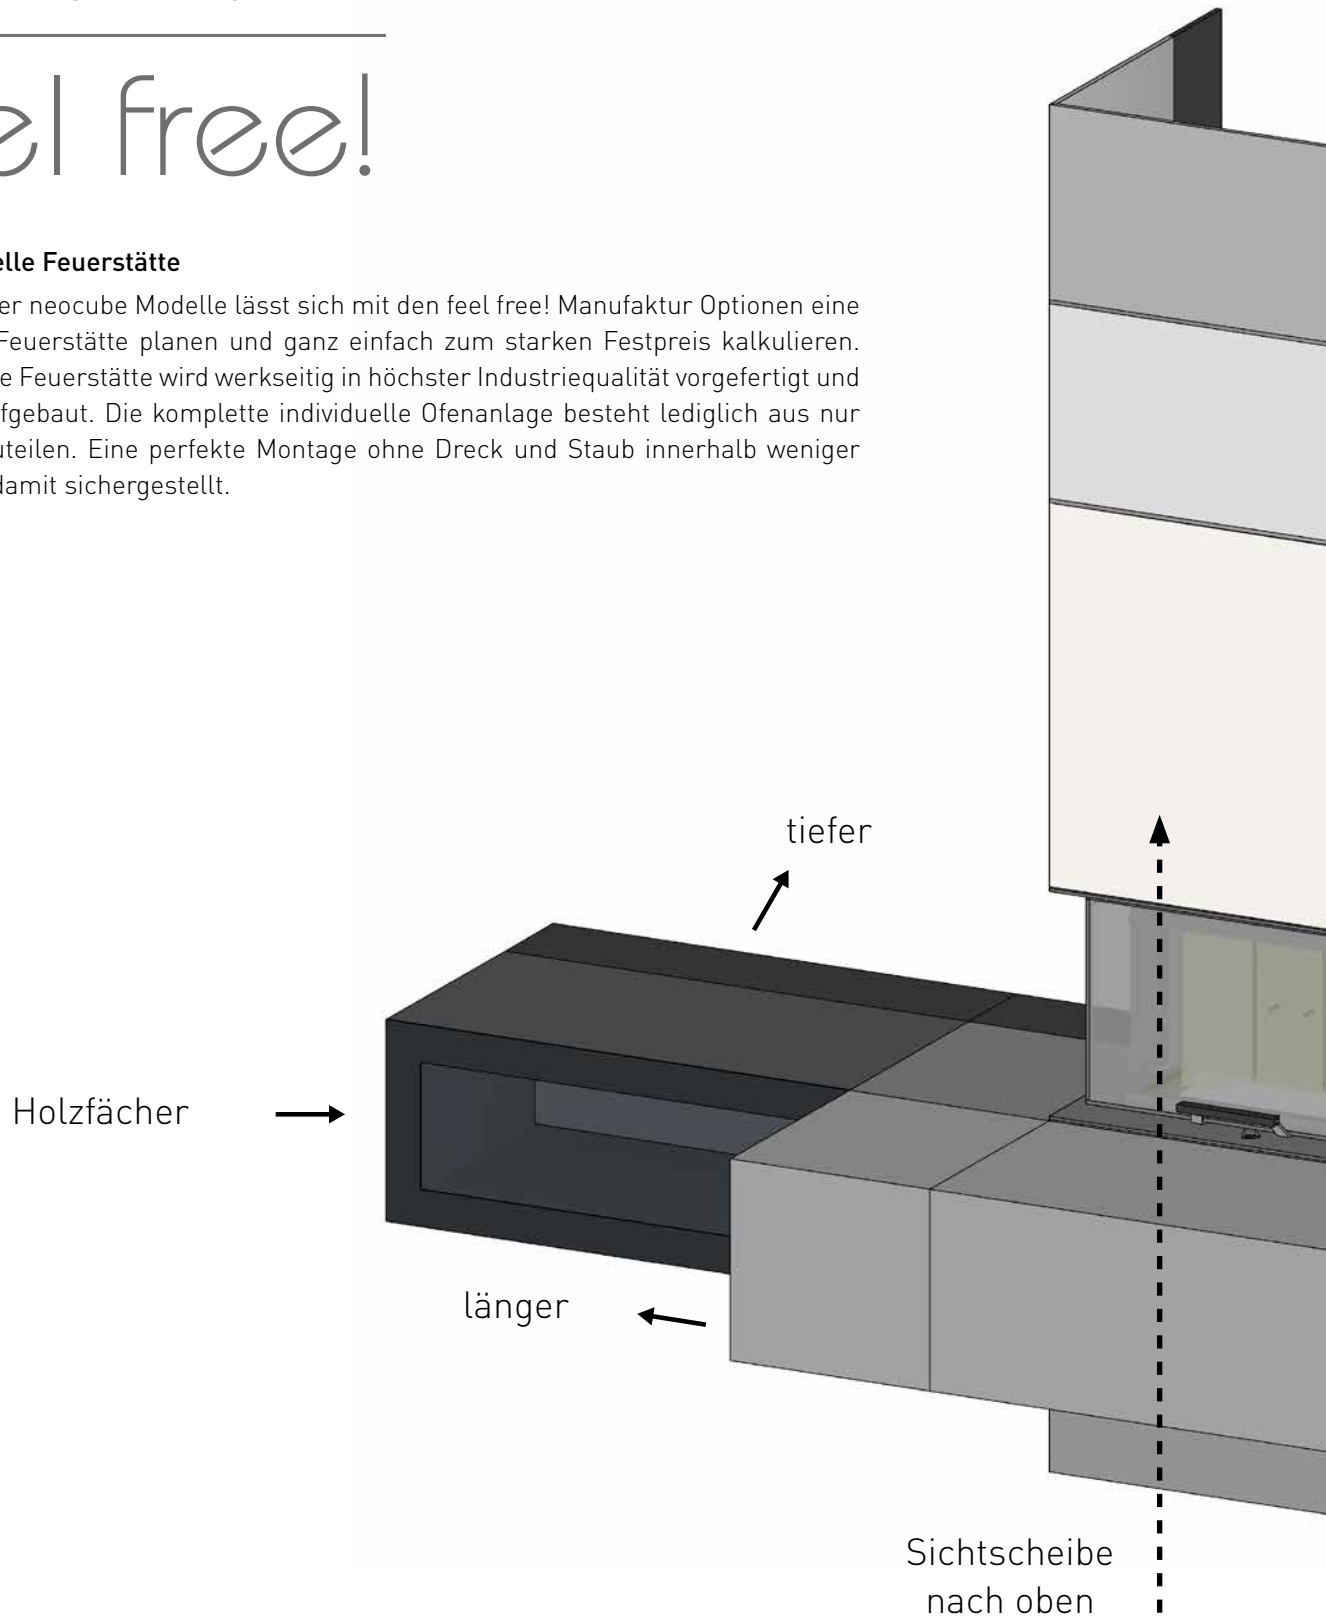 el free!
elle Feuerstätte
er neocube Modelle lässt sich mit den feel free! Manufaktur Optionen eine
Feuerstätte planen und ganz einfach zum starken Festpreis kalkulieren.
e Feuerstätte wird werkseitig in höchster Industriequalität vorgefertigt und
fgebaut. Die komplette individuelle Ofenanlage besteht lediglich aus nur
uteilen. Eine perfekte Montage ohne Dreck und Staub innerhalb weniger
damit sichergestellt.
tiefer
Holzfächer
länger
Sichtscheibe
nach oben